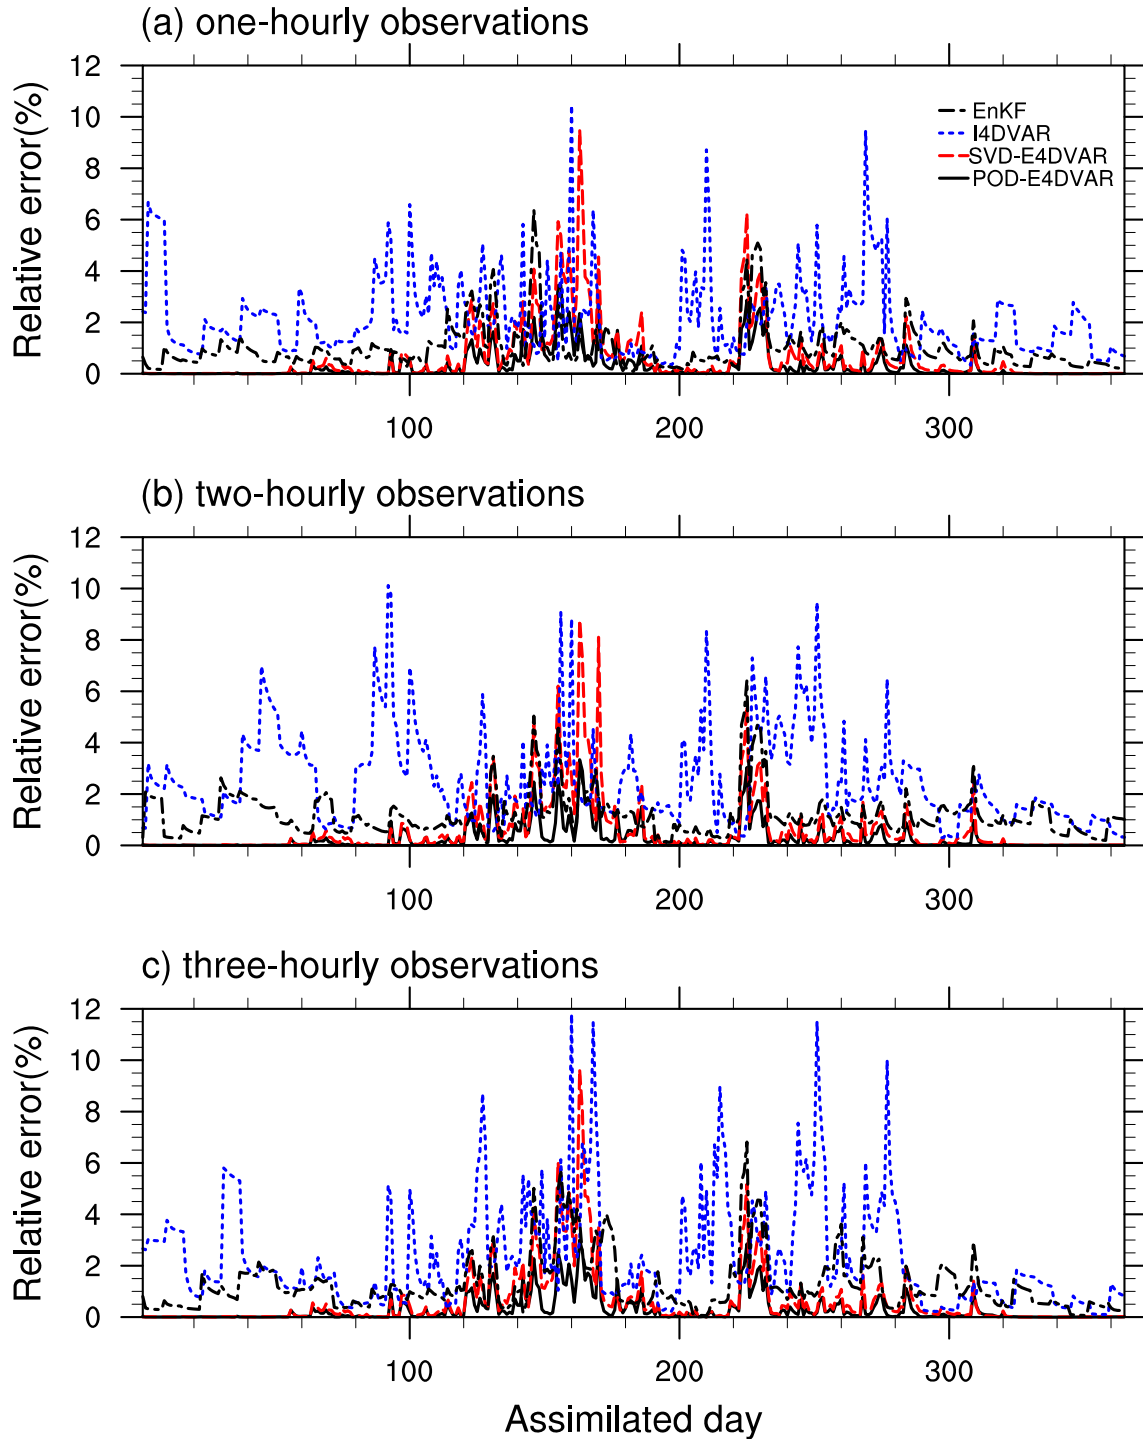 (a) one-hourly observations
Relative error(%)
12
10
8
6
4
2
0
EnKF
I4DVAR
SVD-E4DVAR
POD-E4DVAR
100 200 300
(b) two-hourly observations
Relative error(%)
12
10
8
6
4
2
0
100 200 300
c) three-hourly observations
Relative error(%)
12
10
8
6
4
2
0
100 200 300
Assimilated day